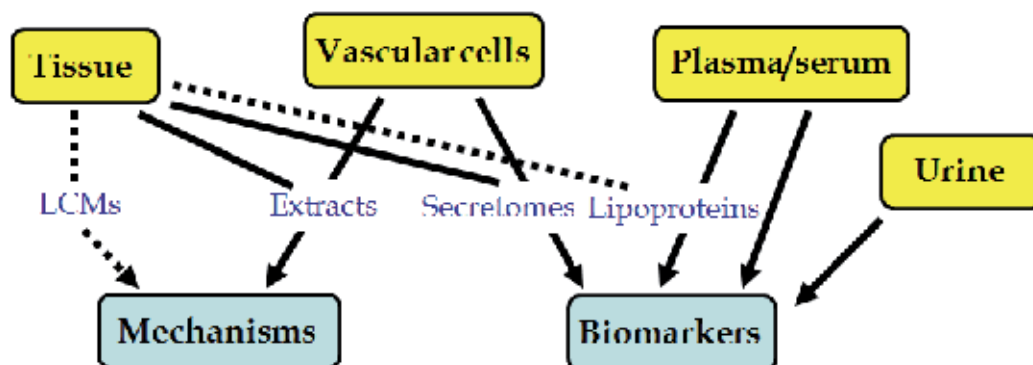 Tissue
Vascular cells
Plasma/serum
Urine
LCMs
Extracts
Secretomes
Lipoproteins
Mechanisms
Biomarkers